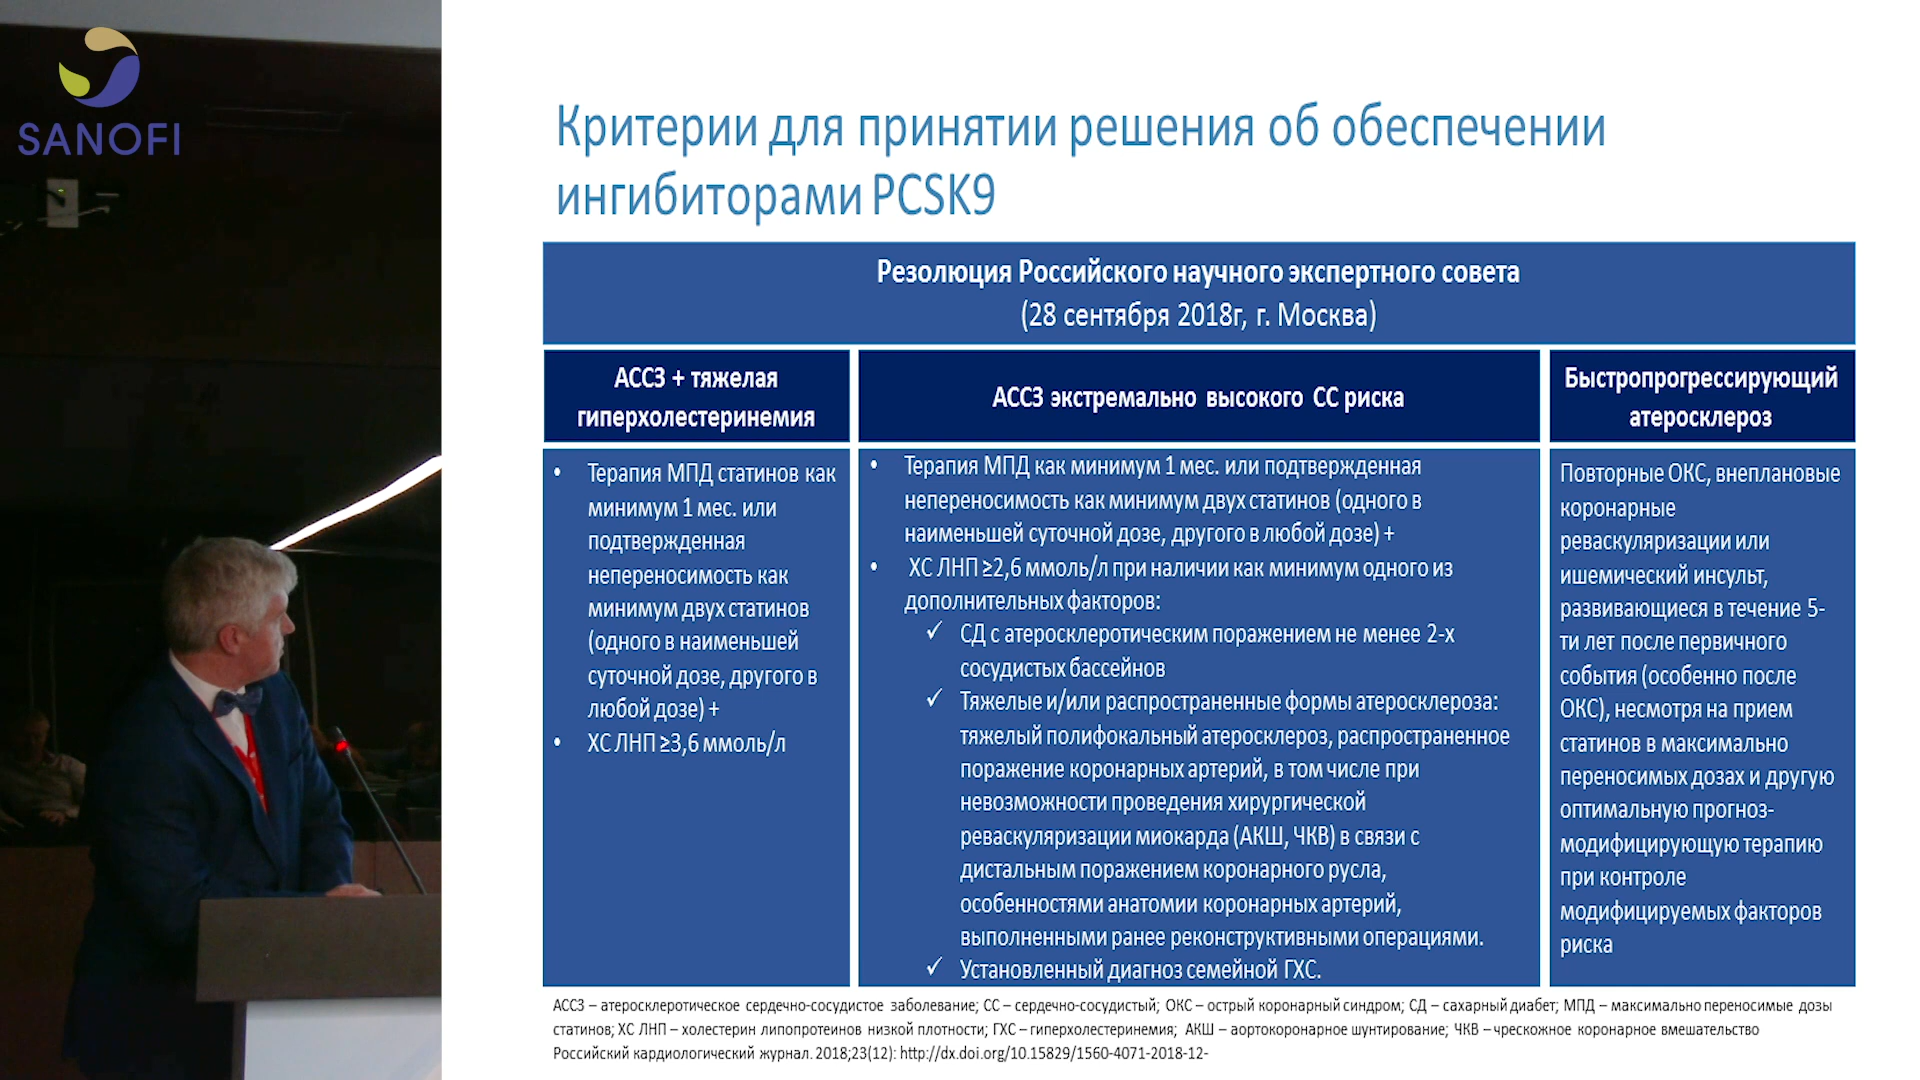 SANOFI
Критерии для принятии решения об обеспечении
ингибиторами PCSK9
Резолюция Российского научного экспертного совета
(28 сентября 2018г, г. Москва)
АССЗ + тяжелая
гиперхолестеринемия
АССЗ экстремально высокого СС риска
Быстропрогрессирующий
атеросклероз
• Терапия МПД статинов как
минимум 1 мес. или
подтвержденная
непереносимость как
минимум двух статинов
(одного в наименьшей
суточной дозе, другого в
любой дозе) +
• ХС ЛНП ≥3,6 ммоль/л
• Терапия МПД как минимум 1 мес. или подтвержденная
непереносимость как минимум двух статинов (одного в
наименьшей суточной дозе, другого в любой дозе) +
• ХС ЛНП ≥2,6 ммоль/л при наличии как минимум одного из
дополнительных факторов:
✓ СД с атеросклеротическим поражением не менее 2-х
сосудистых бассейнов
✓ Тяжелые и/или распространенные формы атеросклероза:
тяжелый полифокальный атеросклероз, распространенное
поражение коронарных артерий, в том числе при
невозможности проведения хирургической
реваскуляризации миокарда (АКШ, ЧКВ) в связи с
дистальным поражением коронарного русла,
особенностями анатомии коронарных артерий,
выполненными ранее реконструктивными операциями.
✓ Установленный диагноз семейной ГХС.
Повторные ОКС, внеплановые
коронарные
реваскуляризации или
ишемический инсульт,
развивающиеся в течение 5-
ти лет после первичного
события (особенно после
ОКС), несмотря на прием
статинов в максимально
переносимых дозах и другую
оптимальную прогноз-
модифицирующую терапию
при контроле
модифицируемых факторов
риска
АССЗ – атеросклеротическое сердечно-сосудистое заболевание; СС – сердечно-сосудистый; ОКС – острый коронарный синдром; СД – сахарный диабет; МПД – максимально переносимые дозы
статинов; ХС ЛНП – холестерин липопротеинов низкой плотности; ГХС – гиперхолестеринемия; АКШ – аортокоронарное шунтирование; ЧКВ – чрескожное коронарное вмешательство
Российский кардиологический журнал. 2018;23(12): http://dx.doi.org/10.15829/1560-4071-2018-12-